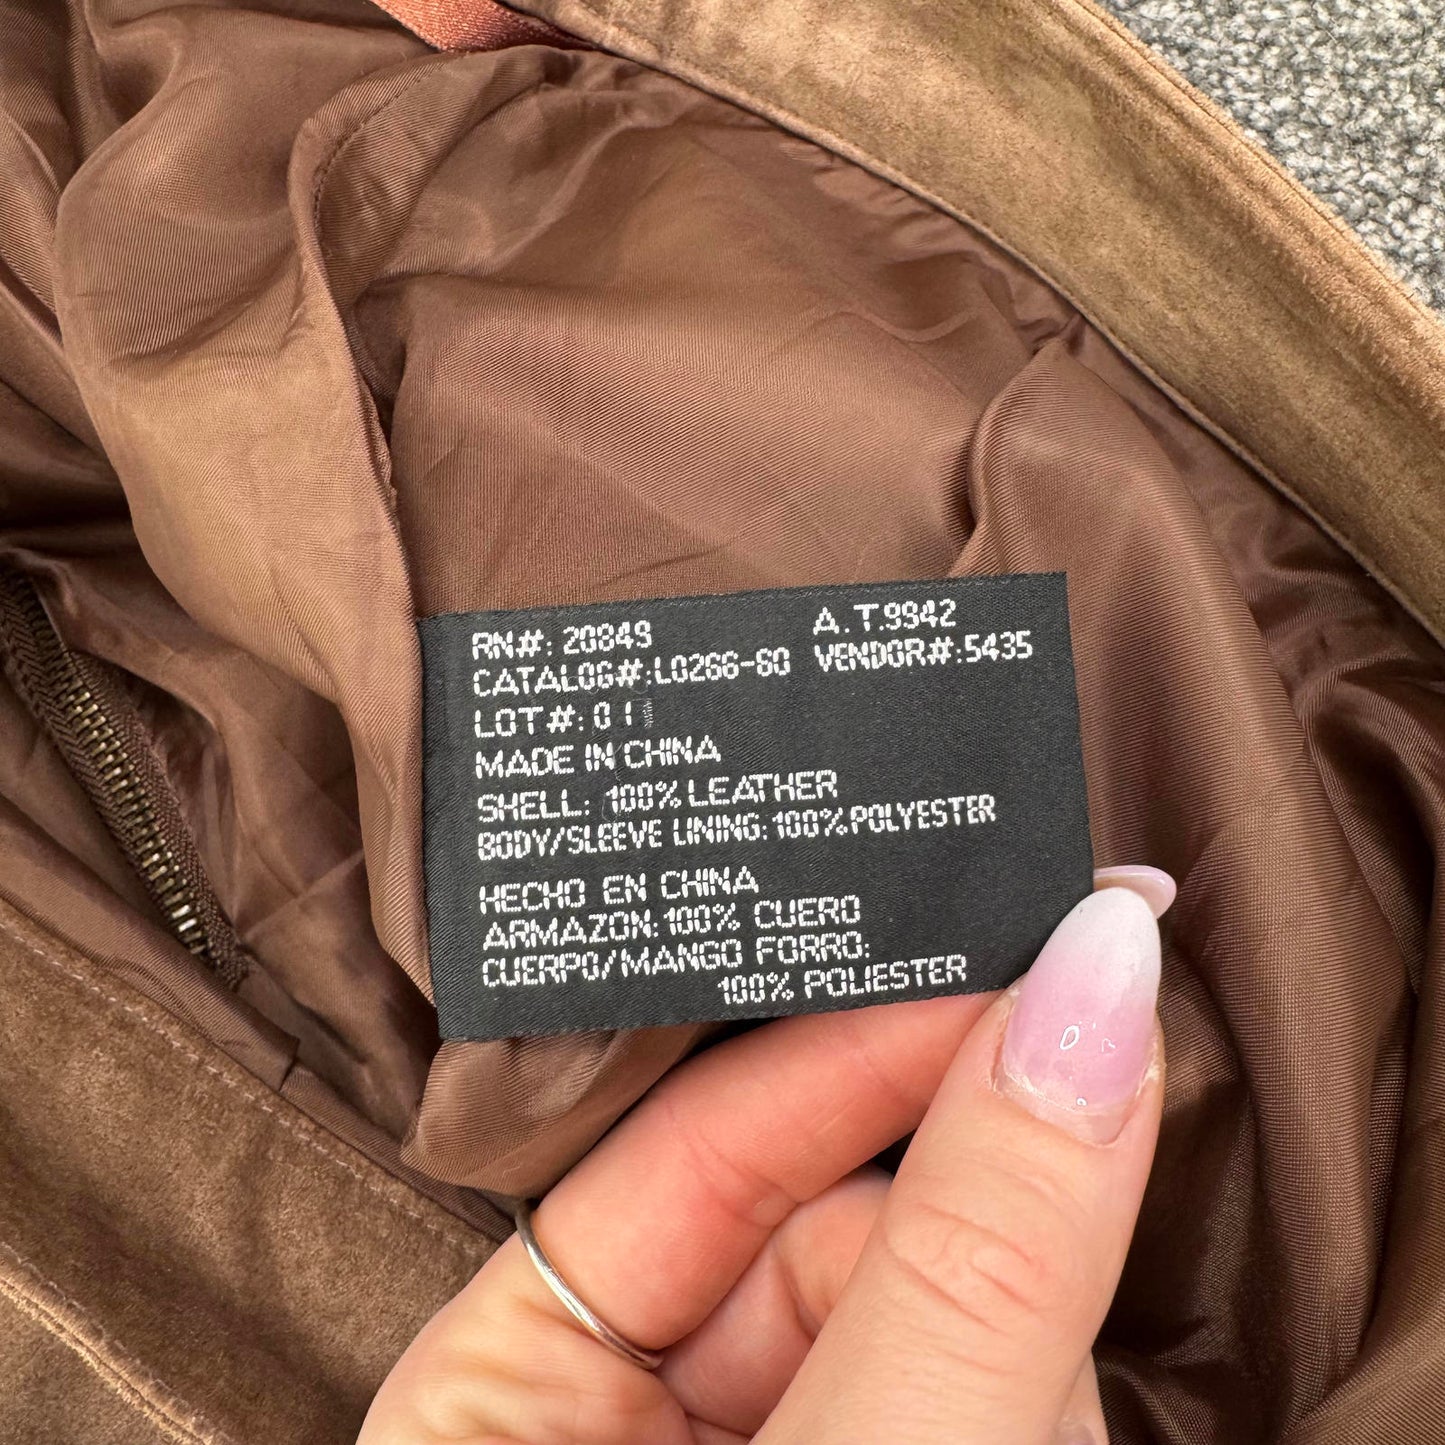 RN#: 20849 A.T.9942
CATALOG#:L0266-60 VENDOR#:5435
LOT#: 01
MADE IN CHINA
SHELL: 100% LEATHER
BODY/SLEEVE LINING: 100% POLYESTER
HECHO EN CHINA
ARMAZON: 100% CUERO
CUERPO/MANGO FORRO:
100% POLIESTER